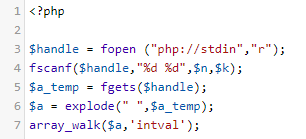 1 <?php
2
3 $handle = fopen ("php://stdin","r");
4 fscanf($handle,"%d %d",$n,$k);
5 $a_temp = fgets($handle);
6 $a = explode(" ",$a_temp);
7 array_walk($a,'intval');